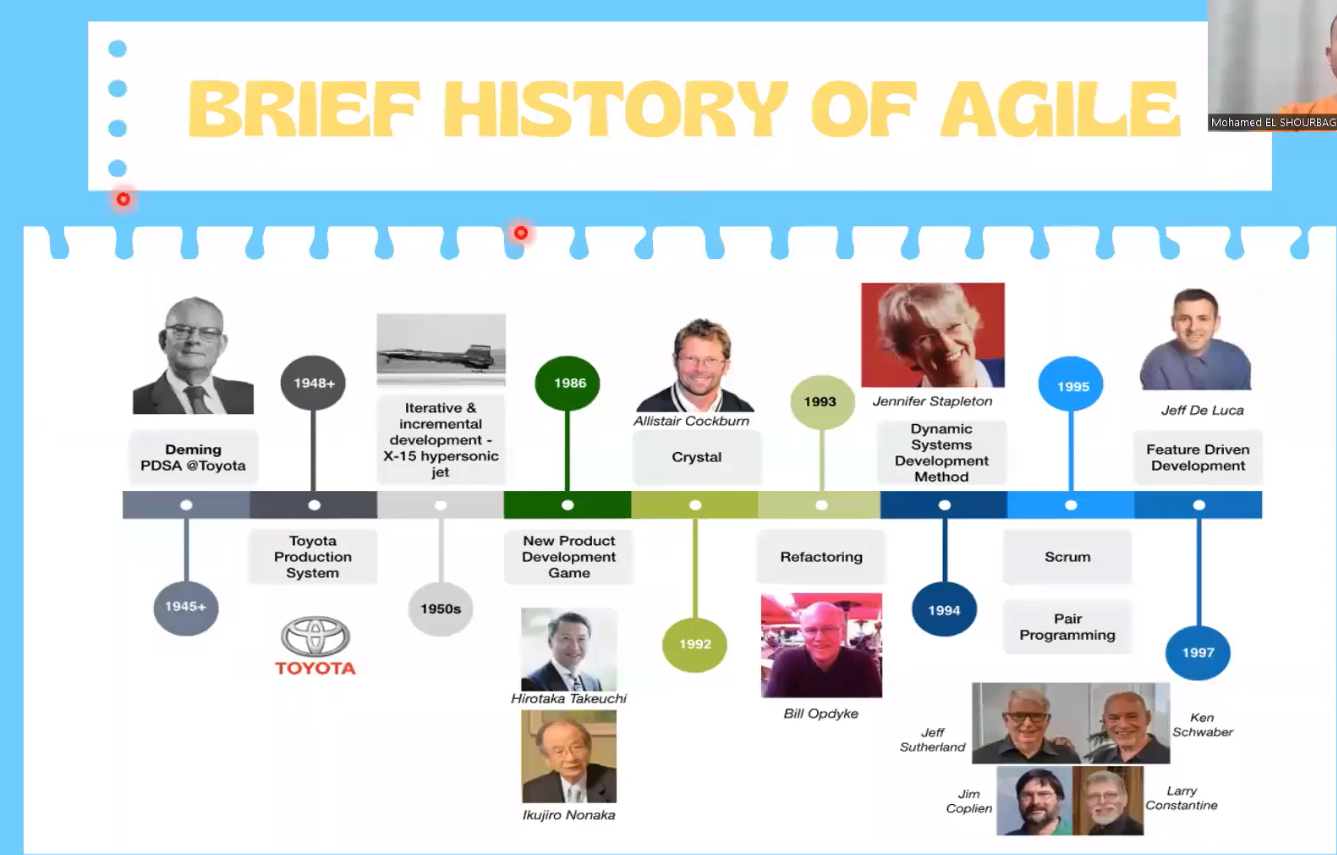 BRIEF HISTORY OF AGILE
Mohamed EL SHOURBAG
Deming
PDSA @Toyota
1945+
1948+
Toyota
Production
System
TOYOTA
Iterative &
incremental
development -
X-15 hypersonic
jet
1950s
1986
New Product
Development
Game
Hirotaka Takeuchi
Ikujiro Nonaka
Allistair Cockburn
Crystal
1992
1993
Refactoring
Bill Opdyke
Jennifer Stapleton
Dynamic
Systems
Development
Method
1994
1995
Scrum
Pair
Programming
Jeff
Sutherland
Ken
Schwaber
Jim
Coplien
Larry
Constantine
Jeff De Luca
Feature Driven
Development
1997